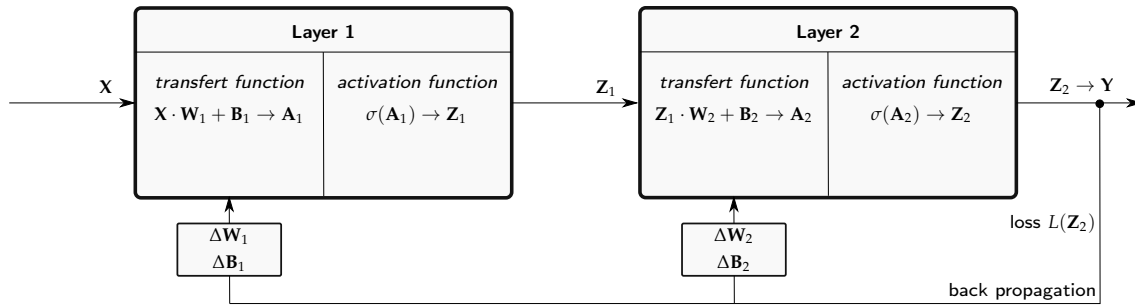 Layer 1
Layer 2
X
transfert function
activation function
Z₁
transfert function
activation function
Z₂ → Y
X · W₁ + B₁ → A₁
σ(A₁) → Z₁
Z₁ · W₂ + B₂ → A₂
σ(A₂) → Z₂
ΔW₁
ΔB₁
ΔW₂
ΔB₂
loss L(Z₂)
back propagation